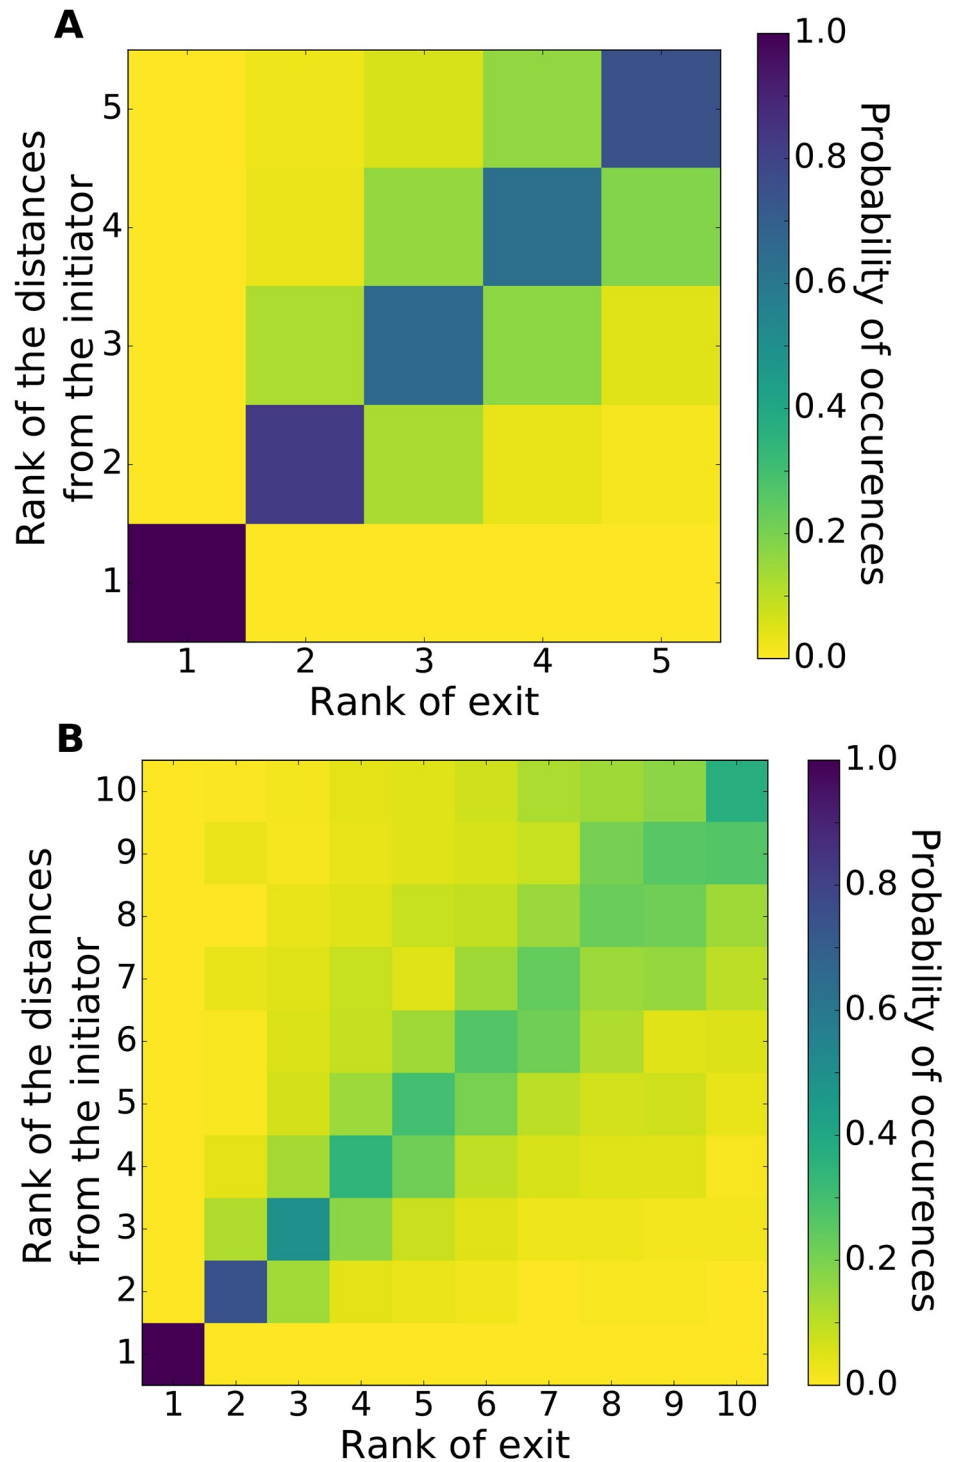 A
Rank of the distances
from the initiator
5
4
3
2
1
1 2 3 4 5
Rank of exit
1.0
0.8
0.6
0.4
0.2
0.0
Probability of occurences
B
Rank of the distances
from the initiator
10
9
8
7
6
5
4
3
2
1
1 2 3 4 5 6 7 8 9 10
Rank of exit
1.0
0.8
0.6
0.4
0.2
0.0
Probability of occurences